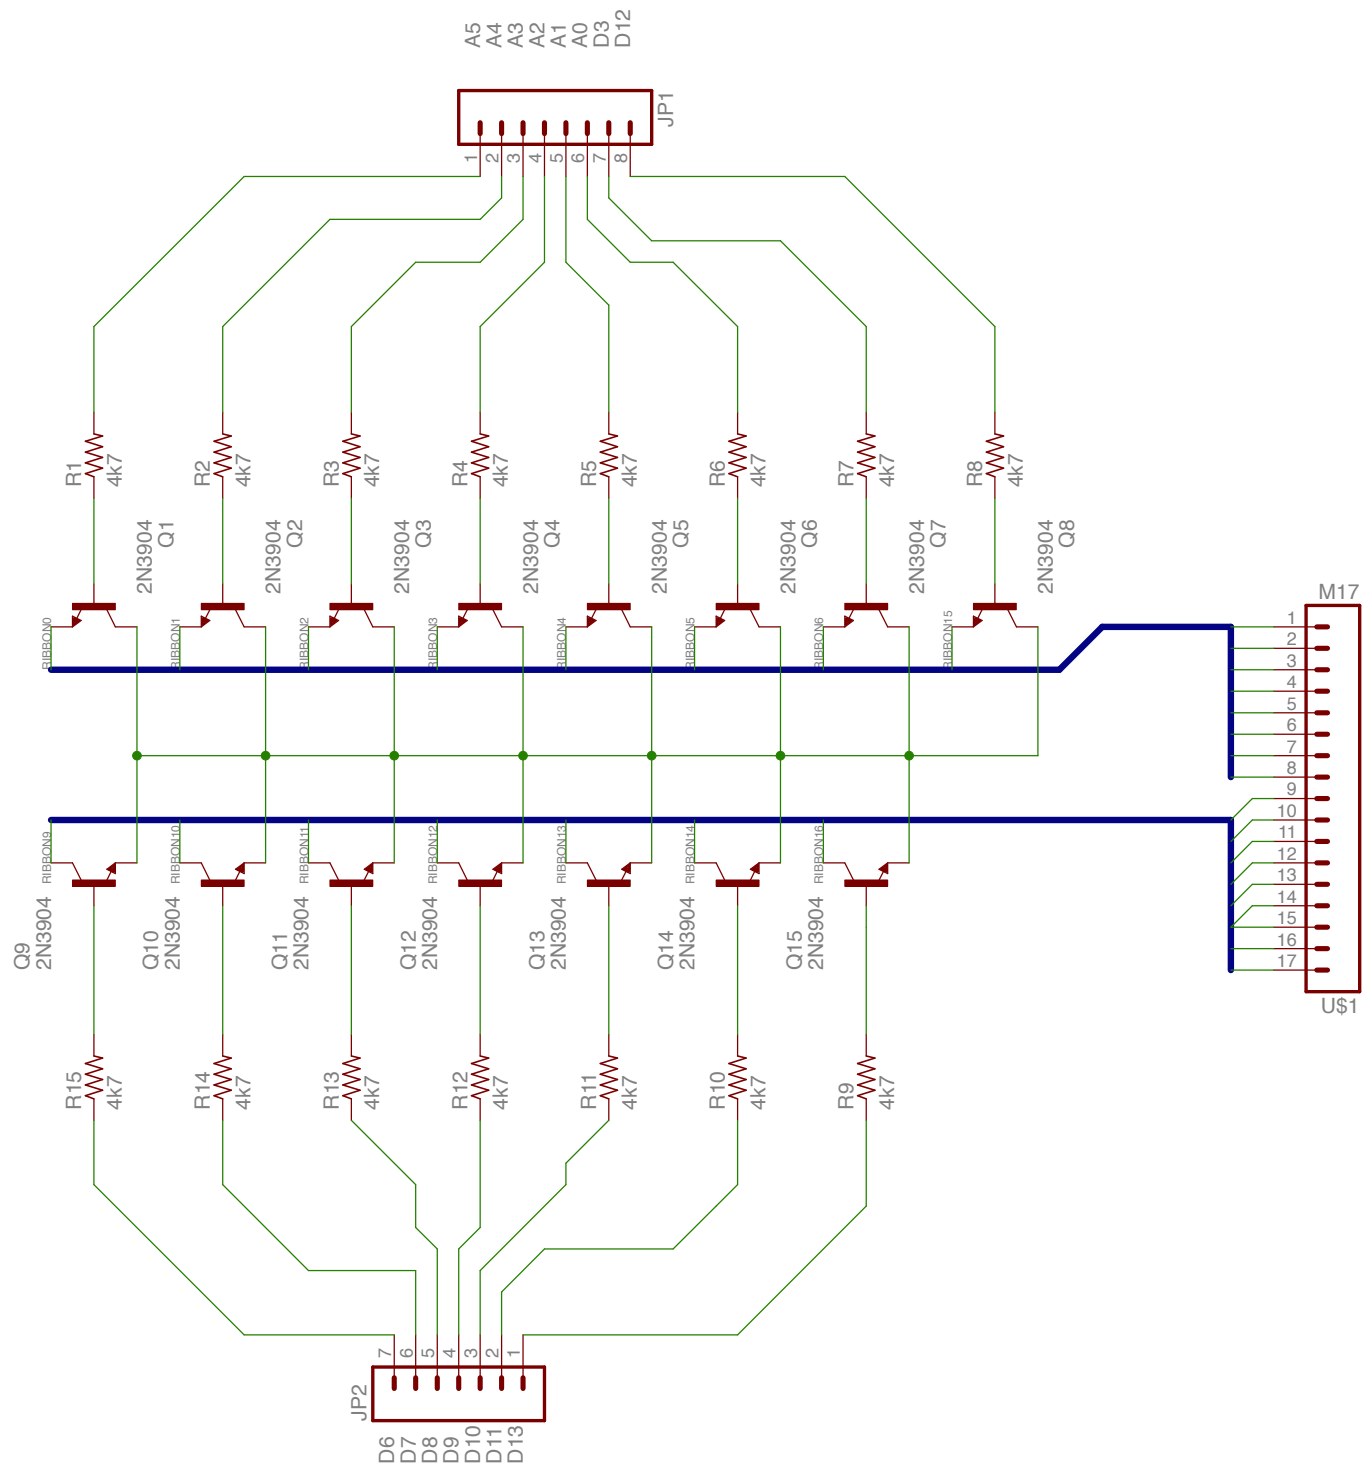 A5
A4
A3
A2
A1
A0
D3
D12
JP1
1
2
3
4
5
6
7
8
R1
4k7
R2
4k7
R3
4k7
R4
4k7
R5
4k7
R6
4k7
R7
4k7
R8
4k7
2N3904
Q1
2N3904
Q2
2N3904
Q3
2N3904
Q4
2N3904
Q5
2N3904
Q6
2N3904
Q7
2N3904
Q8
RIBBON0
RIBBON1
RIBBON2
RIBBON3
RIBBON4
RIBBON5
RIBBON6
RIBBON15
M17
1
2
3
4
5
6
7
8
9
10
11
12
13
14
15
16
17
U$1
RIBBON9
RIBBON10
RIBBON11
RIBBON12
RIBBON13
RIBBON14
RIBBON16
Q9
2N3904
Q10
2N3904
Q11
2N3904
Q12
2N3904
Q13
2N3904
Q14
2N3904
Q15
2N3904
R15
4k7
R14
4k7
R13
4k7
R12
4k7
R11
4k7
R10
4k7
R9
4k7
7
6
5
4
3
2
1
JP2
D6
D7
D8
D9
D10
D11
D13